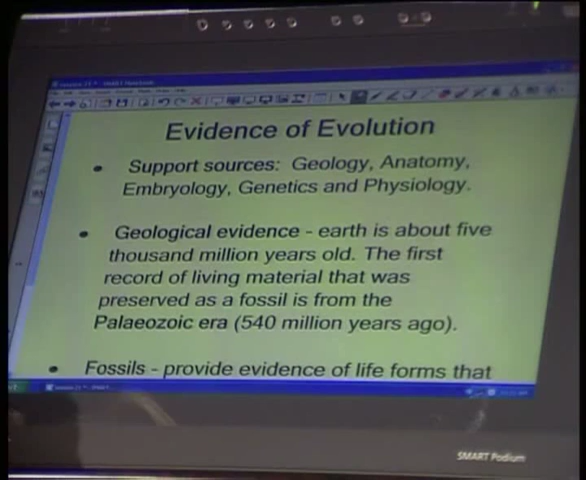 Evidence of Evolution
• Support sources: Geology, Anatomy,
Embryology, Genetics and Physiology.
• Geological evidence - earth is about five
thousand million years old. The first
record of living material that was
preserved as a fossil is from the
Palaeozoic era (540 million years ago).
• Fossils - provide evidence of life forms that
SMART Podium